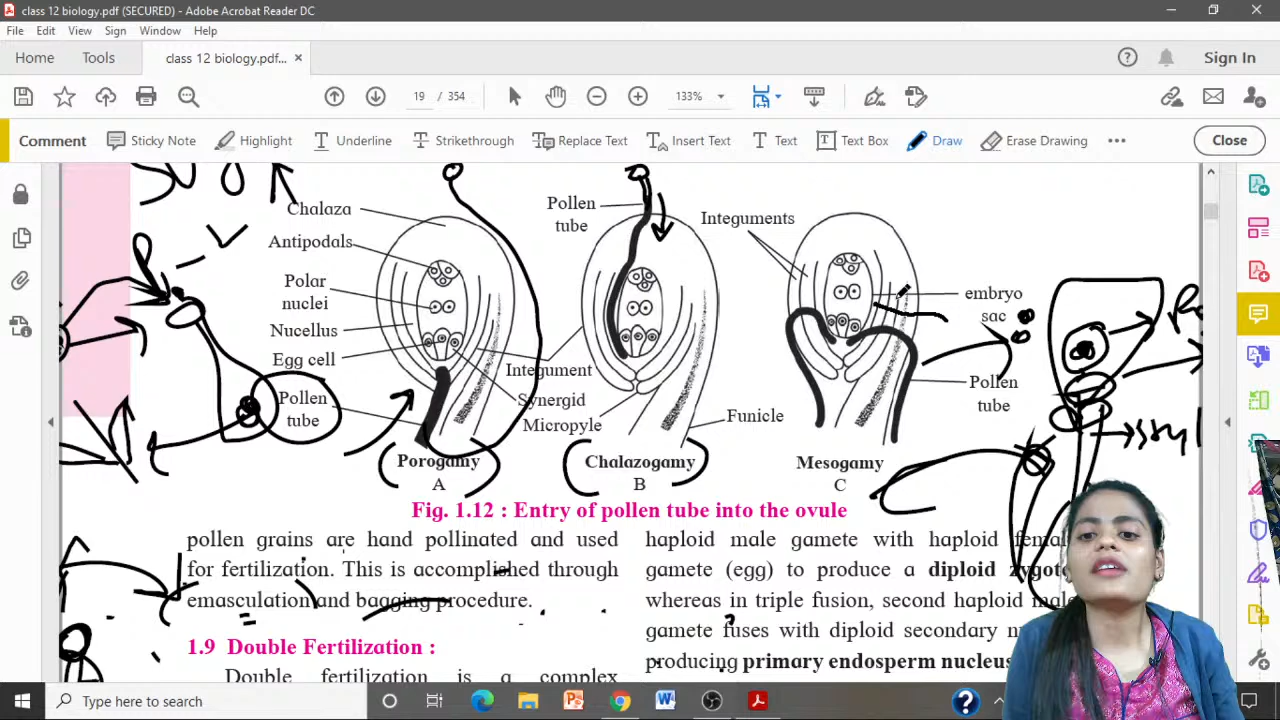 class 12 biology.pdf (SECURED) - Adobe Acrobat Reader DC
File Edit View Sign Window Help
Home Tools class 12 biology.pdf... × Sign In
19 / 354 133%
Comment Sticky Note Highlight Underline Strikethrough Replace Text Insert Text Text Text Box Draw Erase Drawing Close
Chalaza
Antipodals
Polar
nuclei
Nucellus
Egg cell
Pollen
tube
Pollen
tube
Integument
Synergid
Micropyle
Funicle
Integuments
embryo
sac
Pollen
tube
Porogamy
A
Chalazogamy
B
Mesogamy
C
Fig. 1.12 : Entry of pollen tube into the ovule
pollen grains are hand pollinated and used
for fertilization. This is accomplished through
emasculation and bagging procedure.
1.9 Double Fertilization :
Double fertilization is a complex
haploid male gamete with haploid
gamete (egg) to produce a diploid
whereas in triple fusion, second haploid
gamete fuses with diploid secondary
producing primary endosperm nucleus
Type here to search